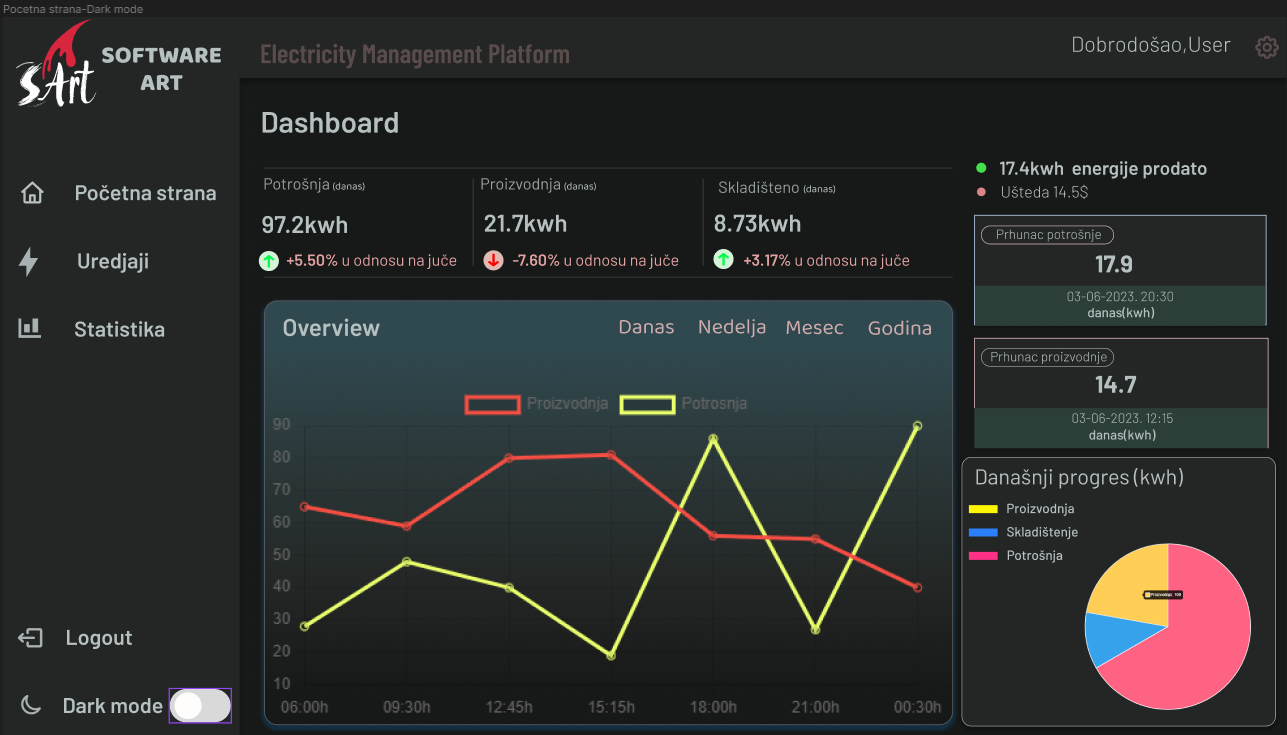 Pocetna strana-Dark mode
SArt
SOFTWARE
ART
Electricity Management Platform
Dobrodošao,User
Početna strana
Uredjaji
Statistika
Logout
Dark mode
Dashboard
Potrošnja (danas)
97.2kwh
+5.50% u odnosu na juče
Proizvodnja (danas)
21.7kwh
-7.60% u odnosu na juče
Skladišteno (danas)
8.73kwh
+3.17% u odnosu na juče
17.4kwh energije prodato
Ušteda 14.5$
Prhunac potrošnje
17.9
03-06-2023. 20:30
danas(kwh)
Prhunac proizvodnje
14.7
03-06-2023. 12:15
danas(kwh)
Overview
Danas Nedelja Mesec Godina
Proizvodnja Potrosnja
90
80
70
60
50
40
30
20
10
06:00h 09:30h 12:45h 15:15h 18:00h 21:00h 00:30h
Današnji progres (kwh)
Proizvodnja
Skladištenje
Potrošnja
Proizvodnja: 100